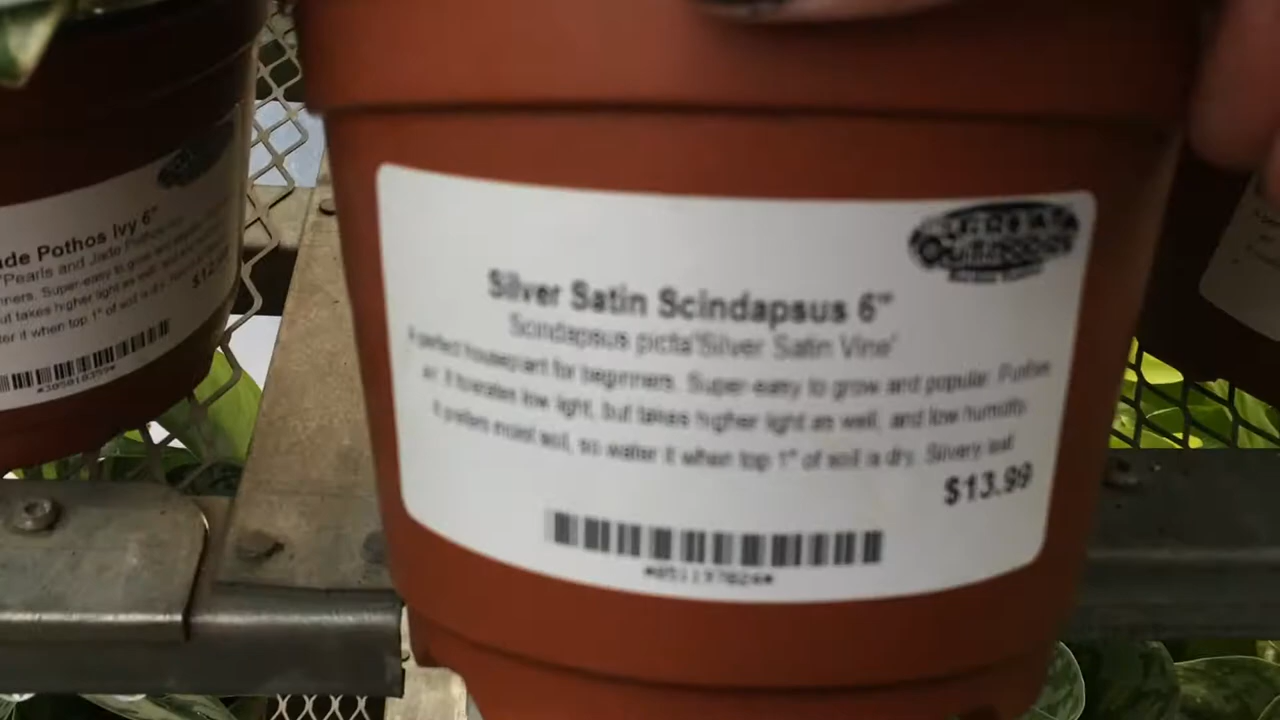 Silver Satin Scindapsus 6"
Scindapsus picta'Silver Satin Vine'
A perfect houseplant for beginners. Super-easy to grow and popular. Purifies
air. It tolerates low light, but takes higher light as well, and low humidity.
It prefers moist soil, so water it when top 1" of soil is dry. Silvery leaf.
$13.99
Pothos Ivy 6"
"Pearls and Jade Pothos
Super-easy to grow
takes higher light as well,
it when top 1" of soil is dry.